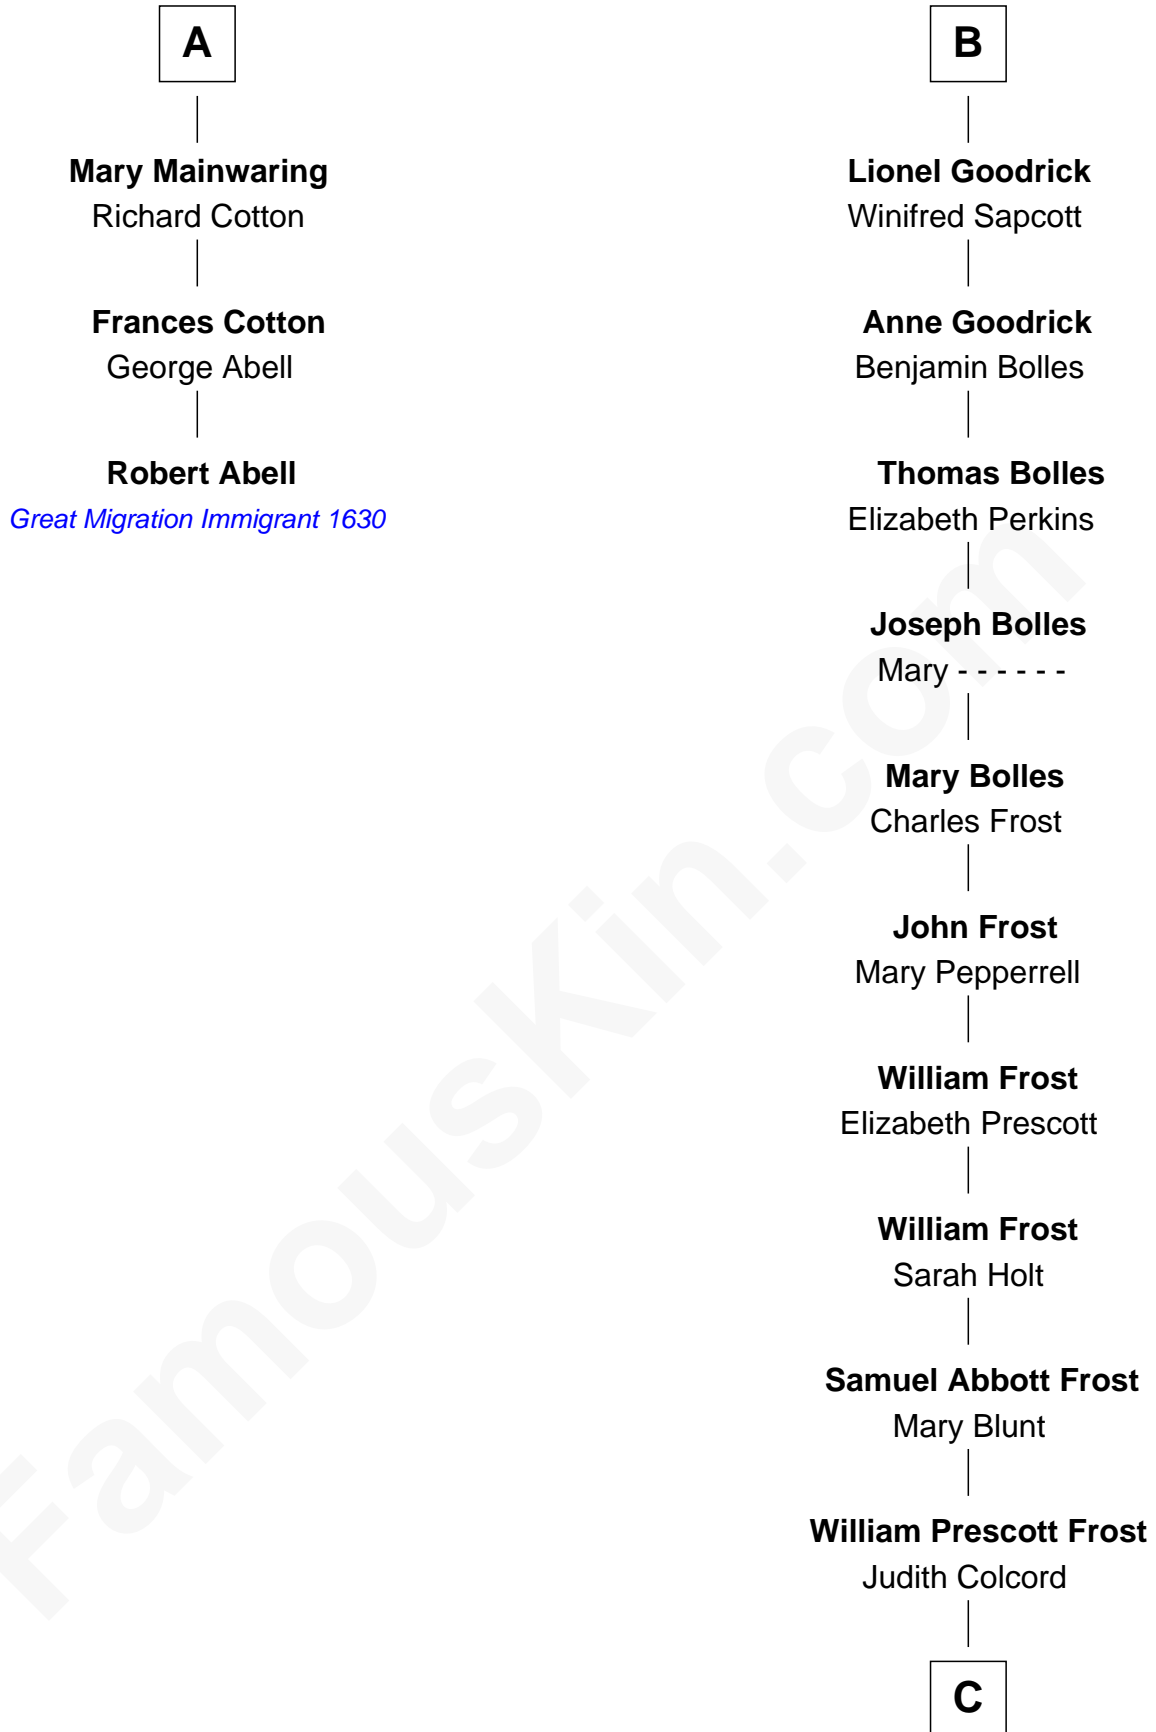 A
Mary Mainwaring
Richard Cotton
Frances Cotton
George Abell
Robert Abell
Great Migration Immigrant 1630
B
Lionel Goodrick
Winifred Sapcott
Anne Goodrick
Benjamin Bolles
Thomas Bolles
Elizabeth Perkins
Joseph Bolles
Mary - - - - - -
Mary Bolles
Charles Frost
John Frost
Mary Pepperrell
William Frost
Elizabeth Prescott
William Frost
Sarah Holt
Samuel Abbott Frost
Mary Blunt
William Prescott Frost
Judith Colcord
C
FamousKin.com